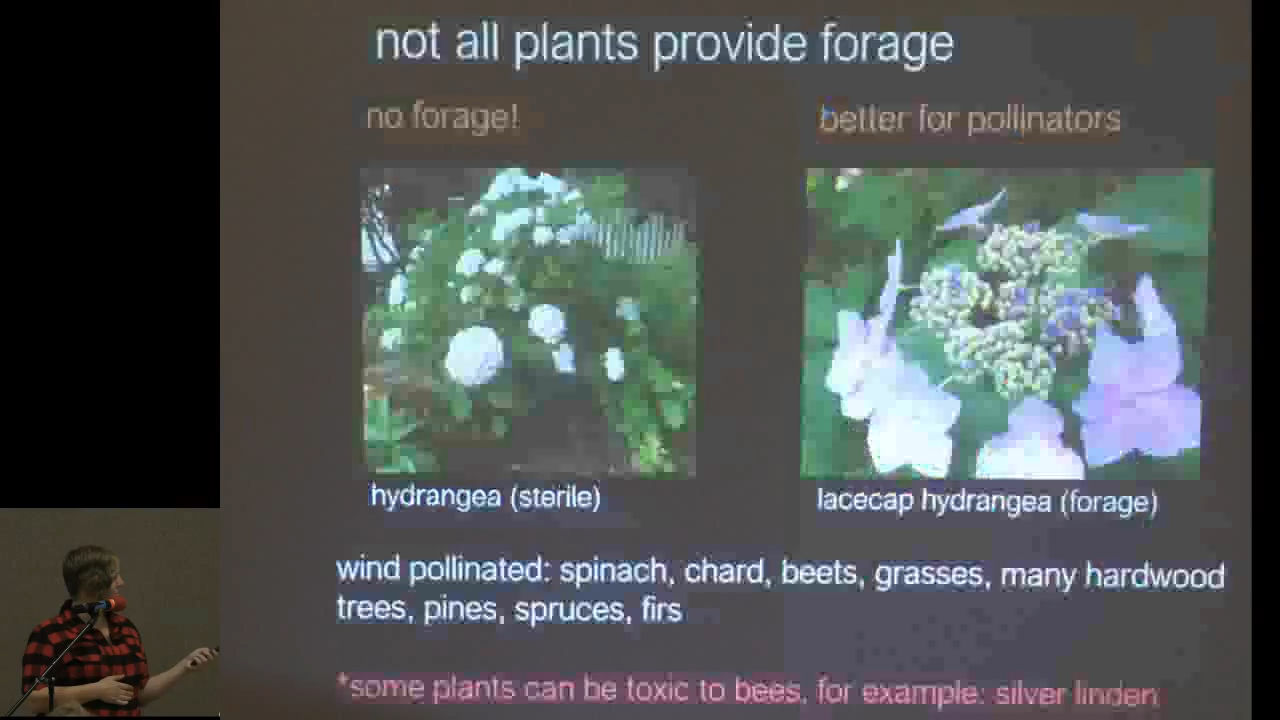 not all plants provide forage
no forage!
better for pollinators
hydrangea (sterile)
lacecap hydrangea (forage)
wind pollinated: spinach, chard, beets, grasses, many hardwood
trees, pines, spruces, firs
*some plants can be toxic to bees, for example: silver linden